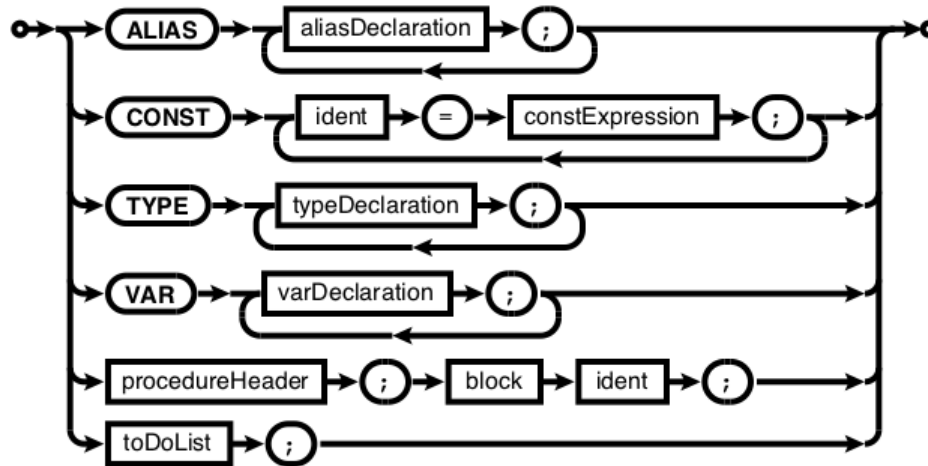 ALIAS aliasDeclaration ;
CONST ident = constExpression ;
TYPE typeDeclaration ;
VAR varDeclaration ;
procedureHeader ; block ident ;
toDoList ;